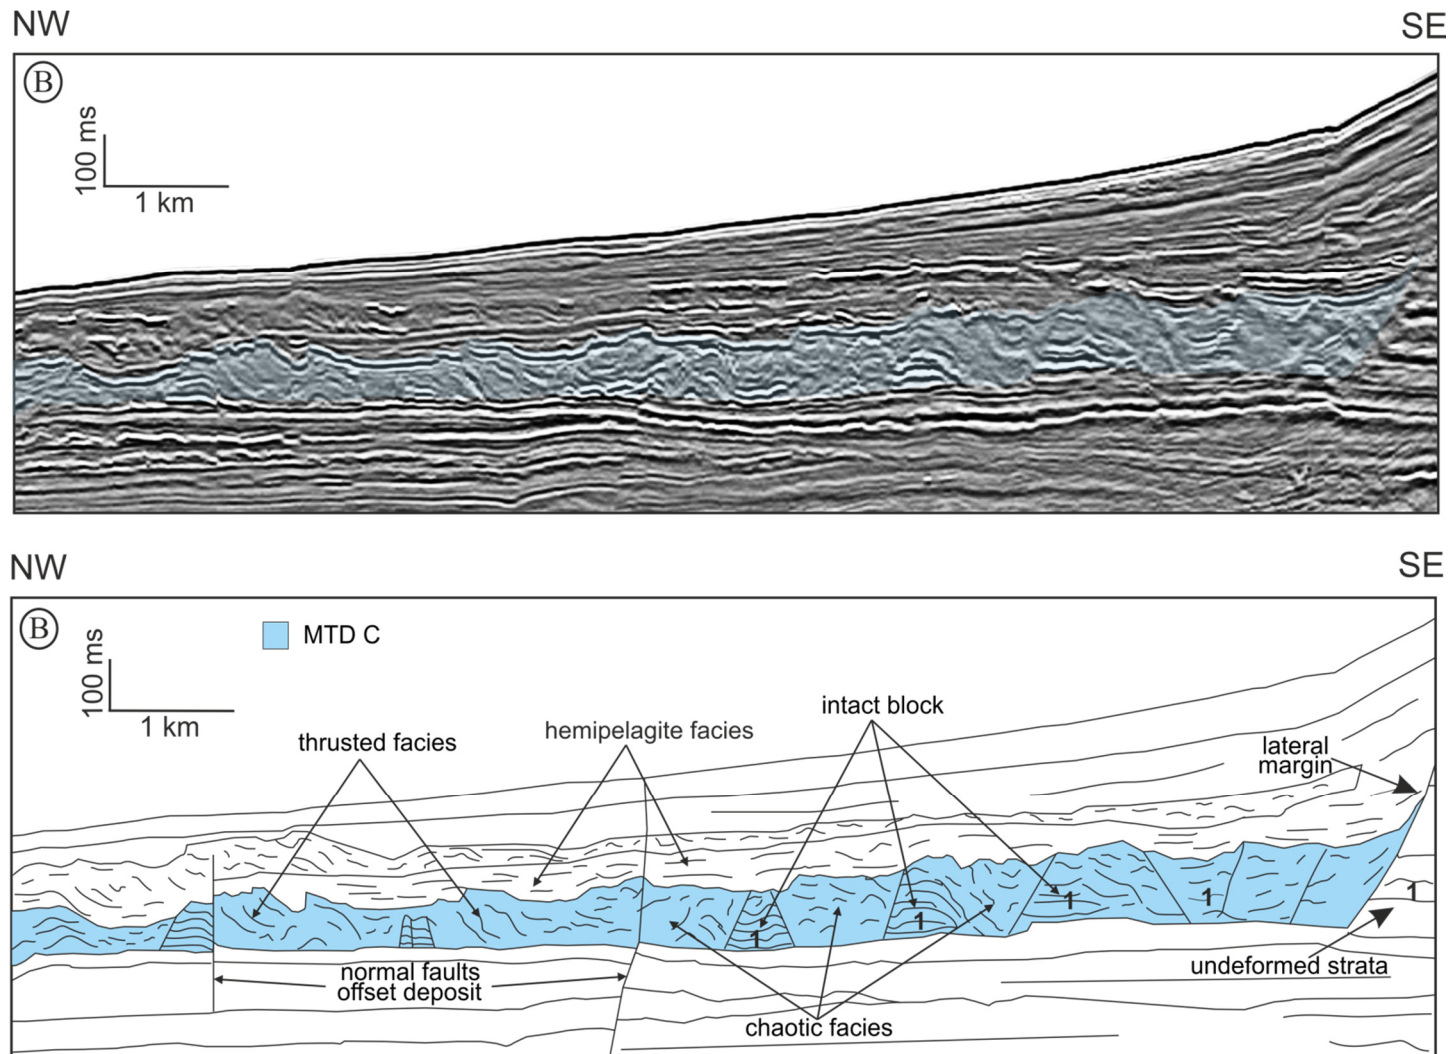 NW SE
B
100 ms
1 km
NW SE
B
MTD C
100 ms
1 km
intact block
hemipelagite facies
thrusted facies
lateral
margin
1
1
1
1
1
undeformed strata
normal faults
offset deposit
chaotic facies